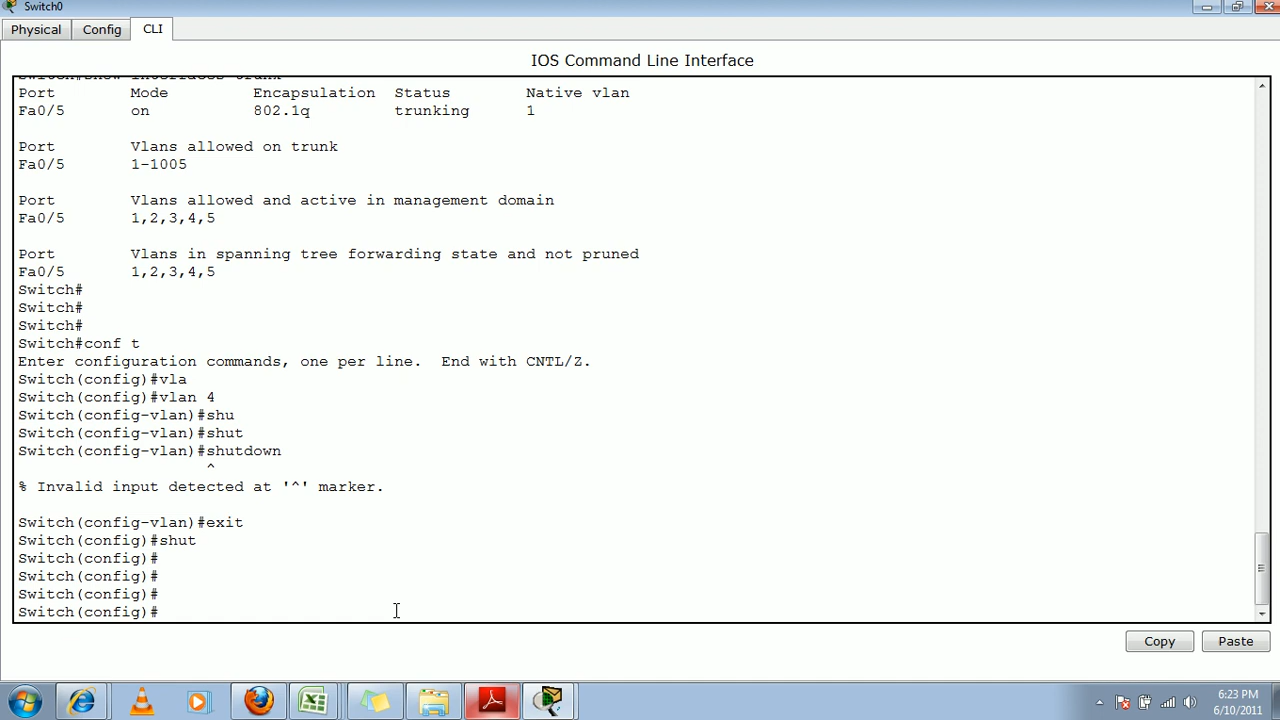 Switch0
Physical Config CLI
IOS Command Line Interface
Switch#show interfaces trunk
Port Mode Encapsulation Status Native vlan
Fa0/5 on 802.1q trunking 1
Port Vlans allowed on trunk
Fa0/5 1-1005
Port Vlans allowed and active in management domain
Fa0/5 1,2,3,4,5
Port Vlans in spanning tree forwarding state and not pruned
Fa0/5 1,2,3,4,5
Switch#
Switch#
Switch#
Switch#conf t
Enter configuration commands, one per line. End with CNTL/Z.
Switch(config)#vla
Switch(config)#vlan 4
Switch(config-vlan)#shu
Switch(config-vlan)#shut
Switch(config-vlan)#shutdown
^
% Invalid input detected at '^' marker.
Switch(config-vlan)#exit
Switch(config)#shut
Switch(config)#
Switch(config)#
Switch(config)#
Switch(config)#
Copy Paste
6:23 PM
6/10/2011